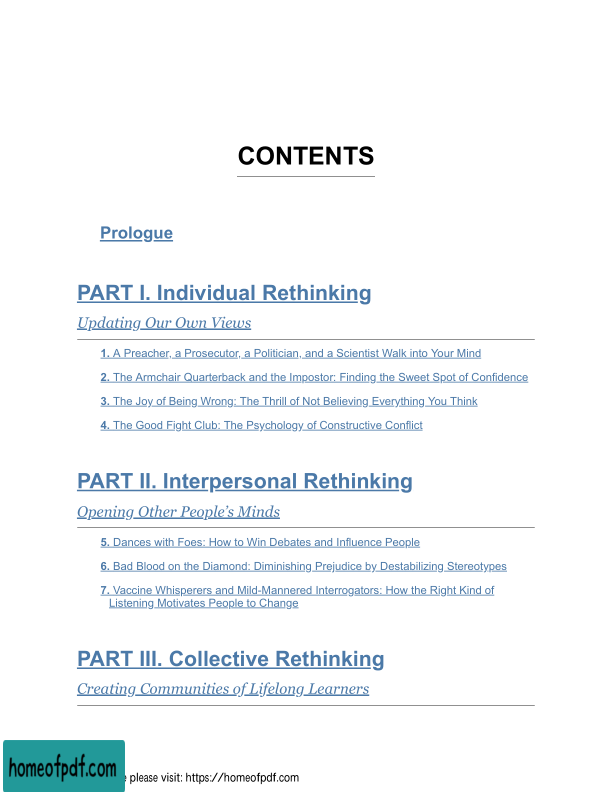 CONTENTS
Prologue
PART I. Individual Rethinking
Updating Our Own Views
1. A Preacher, a Prosecutor, a Politician, and a Scientist Walk into Your Mind
2. The Armchair Quarterback and the Impostor: Finding the Sweet Spot of Confidence
3. The Joy of Being Wrong: The Thrill of Not Believing Everything You Think
4. The Good Fight Club: The Psychology of Constructive Conflict
PART II. Interpersonal Rethinking
Opening Other People’s Minds
5. Dances with Foes: How to Win Debates and Influence People
6. Bad Blood on the Diamond: Diminishing Prejudice by Destabilizing Stereotypes
7. Vaccine Whisperers and Mild-Mannered Interrogators: How the Right Kind of
Listening Motivates People to Change
PART III. Collective Rethinking
Creating Communities of Lifelong Learners
homeofpdf.com
please visit: https://homeofpdf.com